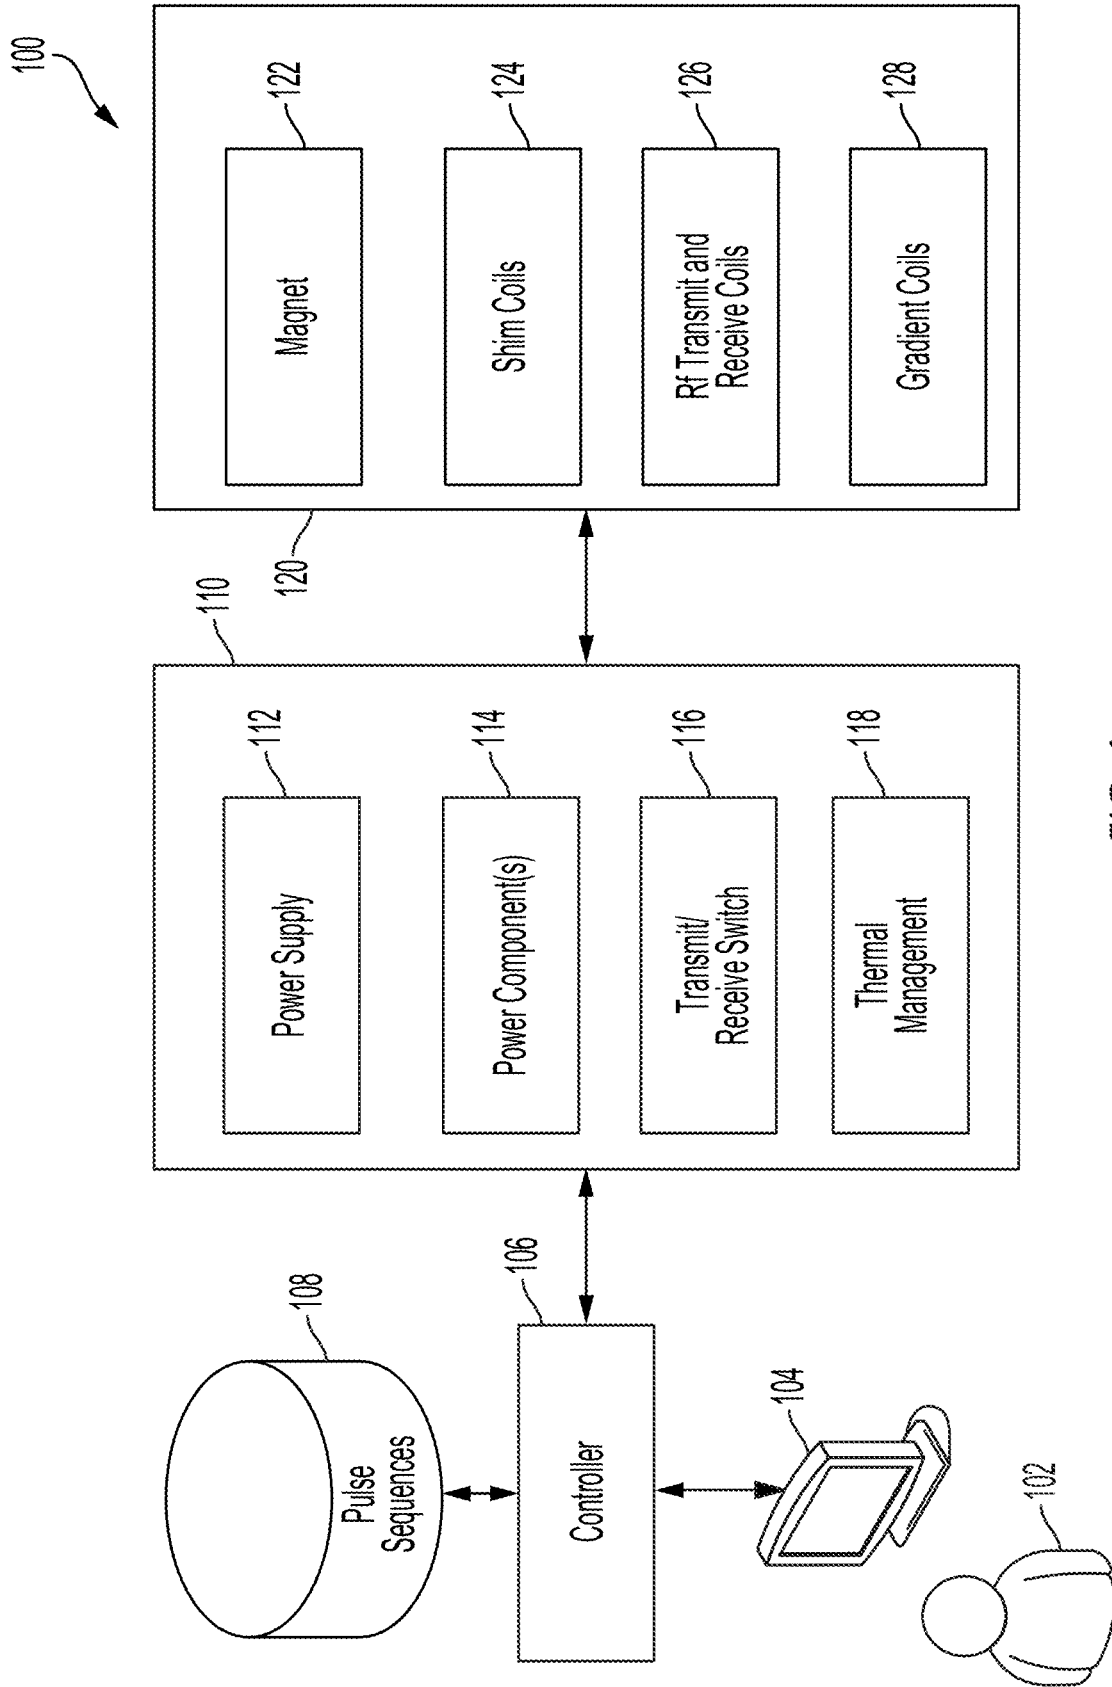 100
108
Pulse
Sequences
106
Controller
104
102
110
112
Power Supply
114
Power Component(s)
116
Transmit/
Receive Switch
118
Thermal
Management
120
122
Magnet
124
Shim Coils
126
Rf Transmit and
Receive Coils
128
Gradient Coils